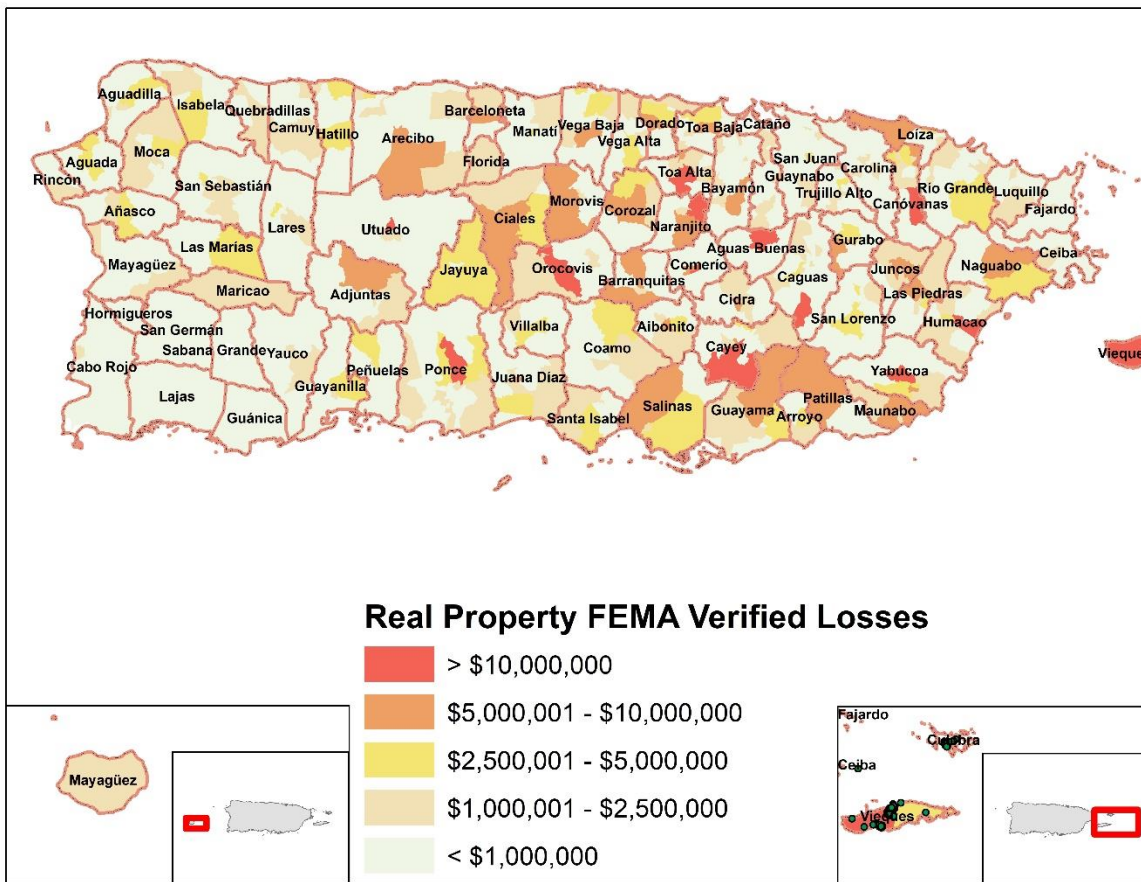 Aguadilla
Isabela
Quebradillas
Camuy
Hatillo
Arecibo
Barceloneta
Manatí
Vega Baja
Vega Alta
Dorado
Toa Baja
Cataño
Loíza
Moca
Aguada
Rincón
San Sebastián
Florida
Toa Alta
Bayamón
San Juan
Guaynabo
Trujillo Alto
Carolina
Canóvanas
Río Grande
Luquillo
Fajardo
Añasco
Las Marías
Lares
Utuado
Ciales
Morovis
Corozal
Naranjito
Aguas Buenas
Gurabo
Ceiba
Mayagüez
Maricao
Adjuntas
Jayuya
Orocovis
Barranquitas
Comerío
Caguas
Juncos
Naguabo
Cidra
Las Piedras
Hormigueros
San Germán
Sabana Grande
Yauco
Villalba
Aibonito
San Lorenzo
Humacao
Cabo Rojo
Guayanilla
Peñuelas
Ponce
Juana Díaz
Coamo
Cayey
Yabucoa
Vieque
Lajas
Guánica
Santa Isabel
Salinas
Guayama
Arroyo
Patillas
Maunabo
Real Property FEMA Verified Losses
> $10,000,000
$5,000,001 - $10,000,000
$2,500,001 - $5,000,000
$1,000,001 - $2,500,000
< $1,000,000
Mayagüez
Fajardo
Culebra
Ceiba
Vieques